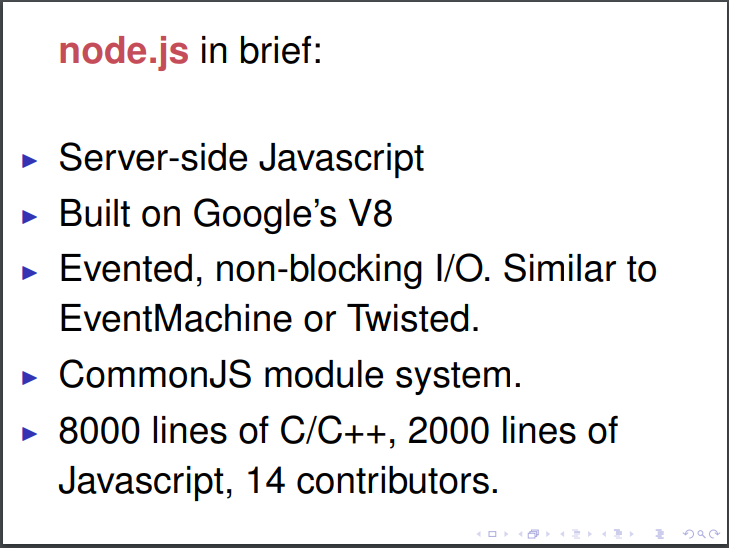 node.js in brief:
Server-side Javascript
Built on Google's V8
Evented, non-blocking I/O. Similar to
EventMachine or Twisted.
CommonJS module system.
8000 lines of C/C++, 2000 lines of
Javascript, 14 contributors.